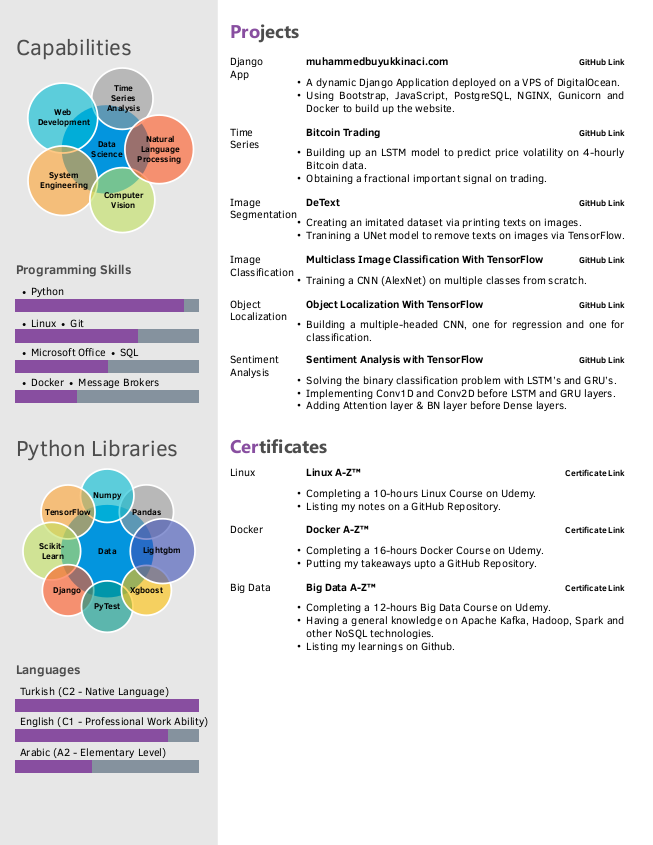 Capabilities
Time
Series
Analysis
Web
Development
Data
Science
Natural
Language
Processing
System
Engineering
Computer
Vision
Programming Skills
• Python
• Linux • Git
• Microsoft Office • SQL
• Docker • Message Brokers
Python Libraries
Numpy
TensorFlow
Pandas
Scikit-
Learn
Data
Lightgbm
Django
Xgboost
PyTest
Languages
Turkish (C2 - Native Language)
English (C1 - Professional Work Ability)
Arabic (A2 - Elementary Level)
Projects
Django
App
muhammedbuyukkinaci.com GitHub Link
• A dynamic Django Application deployed on a VPS of DigitalOcean.
• Using Bootstrap, JavaScript, PostgreSQL, NGINX, Gunicorn and
Docker to build up the website.
Time
Series
Bitcoin Trading GitHub Link
• Building up an LSTM model to predict price volatility on 4-hourly
Bitcoin data.
• Obtaining a fractional important signal on trading.
Image
Segmentation
DeText GitHub Link
• Creating an imitated dataset via printing texts on images.
• Tranining a UNet model to remove texts on images via TensorFlow.
Image
Classification
Multiclass Image Classification With TensorFlow GitHub Link
• Training a CNN (AlexNet) on multiple classes from scratch.
Object
Localization
Object Localization With TensorFlow GitHub Link
• Building a multiple-headed CNN, one for regression and one for
classification.
Sentiment
Analysis
Sentiment Analysis with TensorFlow GitHub Link
• Solving the binary classification problem with LSTM's and GRU's.
• Implementing Conv1D and Conv2D before LSTM and GRU layers.
• Adding Attention layer & BN layer before Dense layers.
Certificates
Linux Linux A-Z™ Certificate Link
• Completing a 10-hours Linux Course on Udemy.
• Listing my notes on a GitHub Repository.
Docker Docker A-Z™ Certificate Link
• Completing a 16-hours Docker Course on Udemy.
• Putting my takeaways upto a GitHub Repository.
Big Data Big Data A-Z™ Certificate Link
• Completing a 12-hours Big Data Course on Udemy.
• Having a general knowledge on Apache Kafka, Hadoop, Spark and
other NoSQL technologies.
• Listing my learnings on Github.